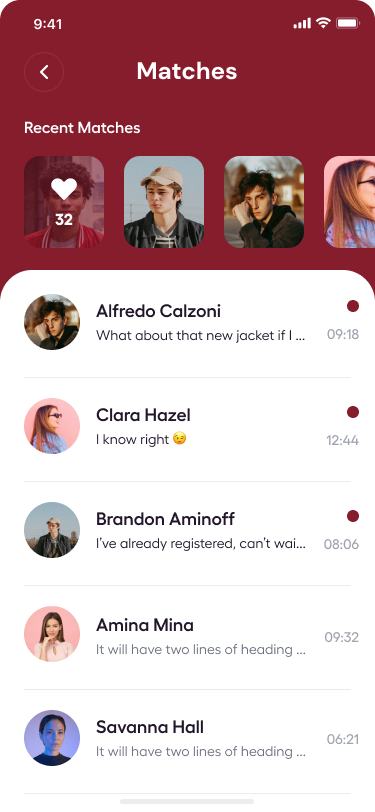 9:41
Matches
Recent Matches
32
Alfredo Calzoni
What about that new jacket if I ...
09:18
Clara Hazel
I know right 😉
12:44
Brandon Aminoff
I've already registered, can't wai...
08:06
Amina Mina
It will have two lines of heading ...
09:32
Savanna Hall
It will have two lines of heading ...
06:21